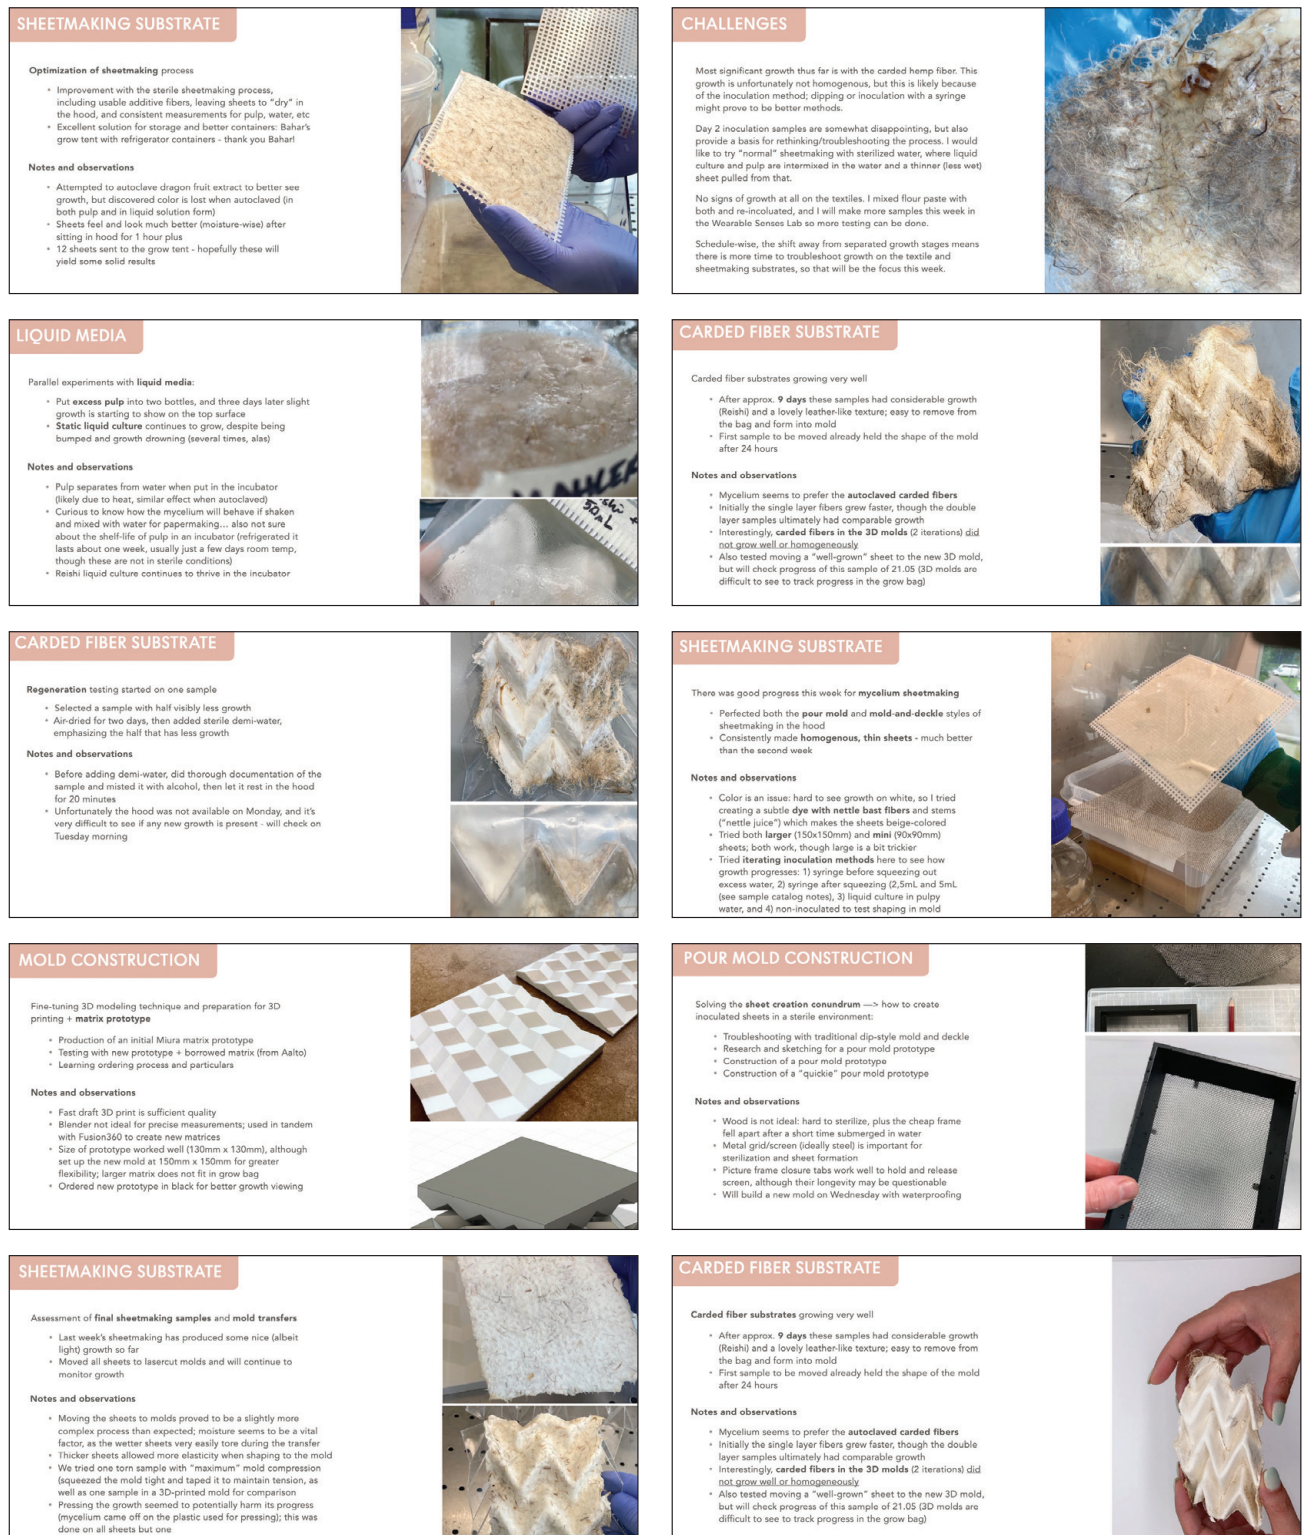 SHEETMAKING SUBSTRATE
Optimization of sheetmaking process
• Improvement with the sterile sheetmaking process,
including usable additive fibers, leaving sheets to “dry” in
the hood, and consistent measurements for pulp, water, etc
• Excellent solution for storage and better containers: Bahar’s
grow tent with refrigerator containers - thank you Bahar!
Notes and observations
• Attempted to autoclave dragon fruit extract to better see
growth, but discovered color is lost when autoclaved (in
both pulp and in liquid solution form)
• Sheets feel and look much better (moisture-wise) after
sitting in hood for 1 hour plus
• 12 sheets sent to the grow tent - hopefully these will
yield some solid results
CHALLENGES
Most significant growth thus far is with the carded hemp fiber. This
growth is unfortunately not homogenous, but this is likely because
of the inoculation method; dipping or inoculation with a syringe
might prove to be better methods.
Day 2 inoculation samples are somewhat disappointing, but also
provide a basis for rethinking/troubleshooting the process. I would
like to try “normal” sheetmaking with sterilized water, where liquid
culture and pulp are intermixed in the water and a thinner (less wet)
sheet pulled from that.
No signs of growth at all on the textiles. I mixed flour paste with
both and re-incoluated, and I will make more samples this week in
the Wearable Senses Lab so more testing can be done.
Schedule-wise, the shift away from separated growth stages means
there is more time to troubleshoot growth on the textile and
sheetmaking substrates, so that will be the focus this week.
LIQUID MEDIA
Parallel experiments with liquid media:
• Put excess pulp into two bottles, and three days later slight
growth is starting to show on the top surface
• Static liquid culture continues to grow, despite being
bumped and growth drowning (several times, alas)
Notes and observations
• Pulp separates from water when put in the incubator
(likely due to heat, similar effect when autoclaved)
• Curious to know how the mycelium will behave if shaken
and mixed with water for papermaking... also not sure
about the shelf-life of pulp in an incubator (refrigerated it
lasts about one week, usually just a few days room temp,
though these are not in sterile conditions)
• Reishi liquid culture continues to thrive in the incubator
50mL
CARDED FIBER SUBSTRATE
Carded fiber substrates growing very well
• After approx. 9 days these samples had considerable growth
(Reishi) and a lovely leather-like texture; easy to remove from
the bag and form into mold
• First sample to be moved already held the shape of the mold
after 24 hours
Notes and observations
• Mycelium seems to prefer the autoclaved carded fibers
• Initially the single layer fibers grew faster, though the double
layer samples ultimately had comparable growth
• Interestingly, carded fibers in the 3D molds (2 iterations) did
not grow well or homogeneously
• Also tested moving a “well-grown” sheet to the new 3D mold,
but will check progress of this sample of 21.05 (3D molds are
difficult to see to track progress in the grow bag)
CARDED FIBER SUBSTRATE
Regeneration testing started on one sample
• Selected a sample with half visibly less growth
• Air-dried for two days, then added sterile demi-water,
emphasizing the half that has less growth
Notes and observations
• Before adding demi-water, did thorough documentation of the
sample and misted it with alcohol, then let it rest in the hood
for 20 minutes
• Unfortunately the hood was not available on Monday, and it’s
very difficult to see if any new growth is present - will check on
Tuesday morning
SHEETMAKING SUBSTRATE
There was good progress this week for mycelium sheetmaking
• Perfected both the pour mold and mold-and-deckle styles of
sheetmaking in the hood
• Consistently made homogenous, thin sheets - much better
than the second week
Notes and observations
• Color is an issue: hard to see growth on white, so I tried
creating a subtle dye with nettle bast fibers and stems
(“nettle juice”) which makes the sheets beige-colored
• Tried both larger (150x150mm) and mini (90x90mm)
sheets; both work, though large is a bit trickier
• Tried iterating inoculation methods here to see how
growth progresses: 1) syringe before squeezing out
excess water, 2) syringe after squeezing (2,5mL and 5mL
(see sample catalog notes), 3) liquid culture in pulpy
water, and 4) non-inoculated to test shaping in mold
MOLD CONSTRUCTION
Fine-tuning 3D modeling technique and preparation for 3D
printing + matrix prototype
• Production of an initial Miura matrix prototype
• Testing with new prototype + borrowed matrix (from Aalto)
• Learning ordering process and particulars
Notes and observations
• Fast draft 3D print is sufficient quality
• Blender not ideal for precise measurements; used in tandem
with Fusion360 to create new matrices
• Size of prototype worked well (130mm x 130mm), although
set up the new mold at 150mm x 150mm for greater
flexibility; larger matrix does not fit in grow bag
• Ordered new prototype in black for better growth viewing
POUR MOLD CONSTRUCTION
Solving the sheet creation conundrum —> how to create
inoculated sheets in a sterile environment:
• Troubleshooting with traditional dip-style mold and deckle
• Research and sketching for a pour mold prototype
• Construction of a pour mold prototype
• Construction of a “quickie” pour mold prototype
Notes and observations
• Wood is not ideal: hard to sterilize, plus the cheap frame
fell apart after a short time submerged in water
• Metal grid/screen (ideally steel) is important for
sterilization and sheet formation
• Picture frame closure tabs work well to hold and release
screen, although their longevity may be questionable
• Will build a new mold on Wednesday with waterproofing
SHEETMAKING SUBSTRATE
Assessment of final sheetmaking samples and mold transfers
• Last week’s sheetmaking has produced some nice (albeit
light) growth so far
• Moved all sheets to lasercut molds and will continue to
monitor growth
Notes and observations
• Moving the sheets to molds proved to be a slightly more
complex process than expected; moisture seems to be a vital
factor, as the wetter sheets very easily tore during the transfer
• Thicker sheets allowed more elasticity when shaping to the mold
• We tried one torn sample with “maximum” mold compression
(squeezed the mold tight and taped it to maintain tension, as
well as one sample in a 3D-printed mold for comparison
• Pressing the growth seemed to potentially harm its progress
(mycelium came off on the plastic used for pressing); this was
done on all sheets but one
CARDED FIBER SUBSTRATE
Carded fiber substrates growing very well
• After approx. 9 days these samples had considerable growth
(Reishi) and a lovely leather-like texture; easy to remove from
the bag and form into mold
• First sample to be moved already held the shape of the mold
after 24 hours
Notes and observations
• Mycelium seems to prefer the autoclaved carded fibers
• Initially the single layer fibers grew faster, though the double
layer samples ultimately had comparable growth
• Interestingly, carded fibers in the 3D molds (2 iterations) did
not grow well or homogeneously
• Also tested moving a “well-grown” sheet to the new 3D mold,
but will check progress of this sample of 21.05 (3D molds are
difficult to see to track progress in the grow bag)